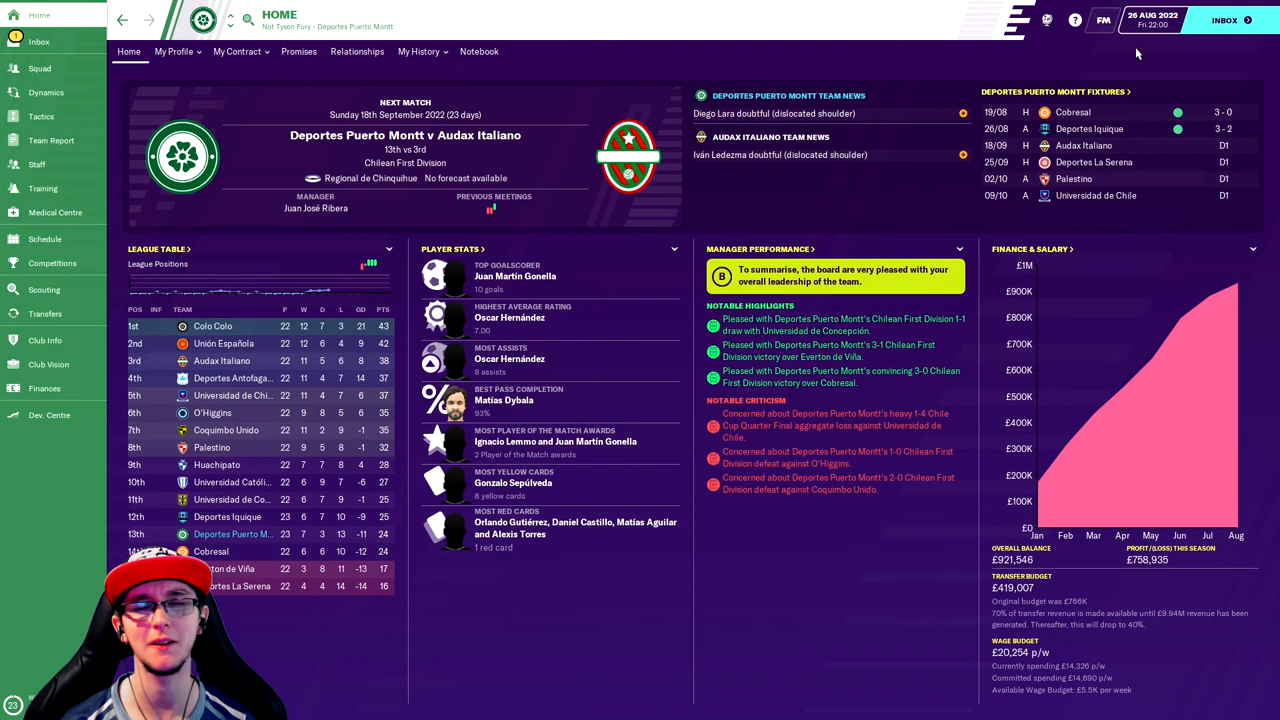 Home
1
Inbox
Squad
Dynamics
Tactics
Team Report
Staff
Training
Medical Centre
Schedule
Competitions
Scouting
Transfers
Club Info
Club Vision
Finances
Dev. Centre
23
HOME
Not Tyson Fury - Deportes Puerto Montt
?
FM
26 AUG 2022
Fri 22:00
INBOX
Home
My Profile
My Contract
Promises
Relationships
My History
Notebook
NEXT MATCH
Sunday 18th September 2022 (23 days)
Deportes Puerto Montt v Audax Italiano
13th vs 3rd
Chilean First Division
Regional de Chinquihue No forecast available
MANAGER
Juan José Ribera
PREVIOUS MEETINGS
DEPORTES PUERTO MONTT TEAM NEWS
Diego Lara doubtful (dislocated shoulder)
AUDAX ITALIANO TEAM NEWS
Iván Ledezma doubtful (dislocated shoulder)
DEPORTES PUERTO MONTT FIXTURES >
19/08 H Cobresal 3 - 0
26/08 A Deportes Iquique 3 - 2
18/09 H Audax Italiano D1
25/09 H Deportes La Serena D1
02/10 A Palestino D1
09/10 A Universidad de Chile D1
LEAGUE TABLE >
League Positions
POS INF TEAM P W D L GD PTS
1st Colo Colo 22 12 7 3 21 43
2nd Unión Española 22 12 6 4 9 42
3rd Audax Italiano 22 11 5 6 8 38
4th Deportes Antofaga... 22 11 4 7 14 37
5th Universidad de Chi... 22 11 4 7 7 37
6th O'Higgins 22 9 8 5 6 35
7th Coquimbo Unido 22 11 2 9 -1 35
8th Palestino 22 9 5 8 1 32
9th Huachipato 22 7 7 8 4 28
10th Universidad Católi... 22 6 9 7 -6 27
11th Universidad de Co... 22 6 7 9 -1 25
12th Deportes Iquique 23 6 7 10 -9 25
13th Deportes Puerto M... 23 7 3 13 -11 24
Cobresal 22 6 6 10 -12 24
rton de Viña 22 3 8 11 -13 17
rtes La Serena 22 4 4 14 -14 16
PLAYER STATS >
TOP GOALSCORER
Juan Martín Gonella
10 goals
HIGHEST AVERAGE RATING
Oscar Hernández
7.00
MOST ASSISTS
Oscar Hernández
8 assists
BEST PASS COMPLETION
Matías Dybala
93%
MOST PLAYER OF THE MATCH AWARDS
Ignacio Lemmo and Juan Martín Gonella
2 Player of the Match awards
MOST YELLOW CARDS
Gonzalo Sepúlveda
8 yellow cards
MOST RED CARDS
Orlando Gutiérrez, Daniel Castillo, Matías Aguilar
and Alexis Torres
1 red card
MANAGER PERFORMANCE >
B
To summarise, the board are very pleased with your
overall leadership of the team.
NOTABLE HIGHLIGHTS
Pleased with Deportes Puerto Montt's Chilean First Division 1-1
draw with Universidad de Concepción.
Pleased with Deportes Puerto Montt's 3-1 Chilean First
Division victory over Everton de Viña.
Pleased with Deportes Puerto Montt's convincing 3-0 Chilean
First Division victory over Cobresal.
NOTABLE CRITICISM
Concerned about Deportes Puerto Montt's heavy 1-4 Chile
Cup Quarter Final aggregate loss against Universidad de
Chile.
Concerned about Deportes Puerto Montt's 1-0 Chilean First
Division defeat against O'Higgins.
Concerned about Deportes Puerto Montt's 2-0 Chilean First
Division defeat against Coquimbo Unido.
FINANCE & SALARY >
£1M
£900K
£800K
£700K
£600K
£500K
£400K
£300K
£200K
£100K
£0
Jan Feb Mar Apr May Jun Jul Aug
OVERALL BALANCE
£921,546
PROFIT/(LOSS) THIS SEASON
£758,935
TRANSFER BUDGET
£419,007
Original budget was £766K
70% of transfer revenue is made available until £9.94M revenue has been
generated. Thereafter, this will drop to 40%.
WAGE BUDGET
£20,254 p/w
Currently spending £14,326 p/w
Committed spending £14,690 p/w
Available Wage Budget: £5.5K per week